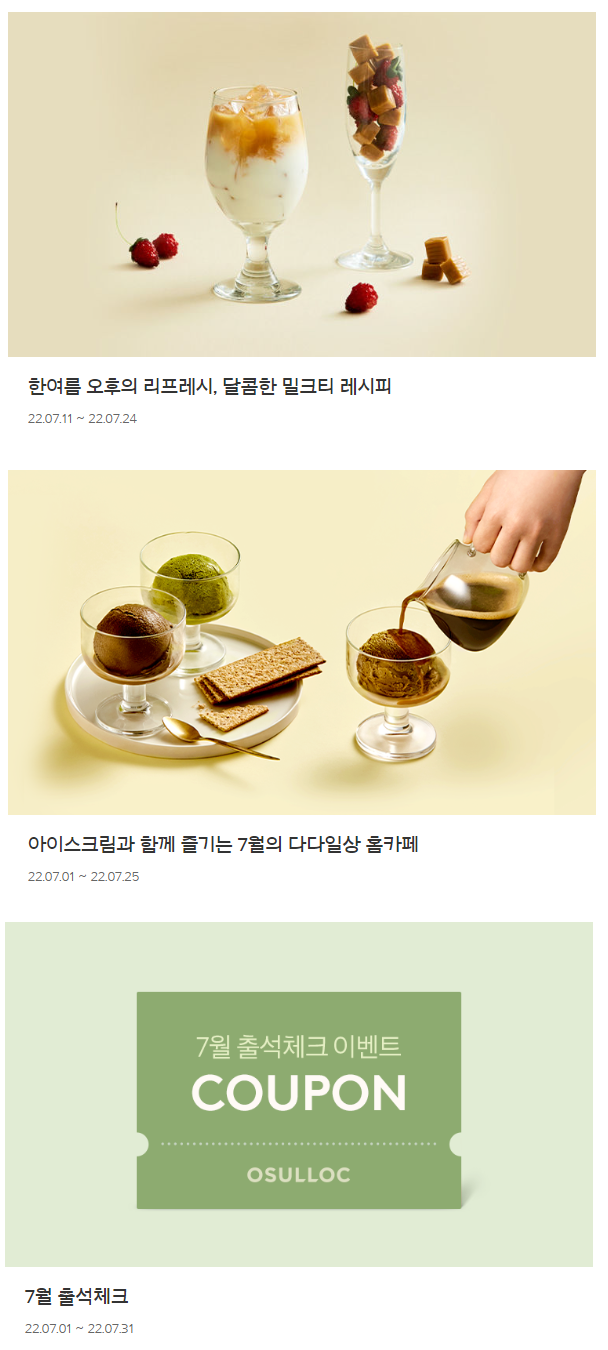 한여름 오후의 리프레시, 달콤한 밀크티 레시피
22.07.11 ~ 22.07.24
아이스크림과 함께 즐기는 7월의 다다일상 홈카페
22.07.01 ~ 22.07.25
7월 출석체크 이벤트
COUPON
OSULLOC
7월 출석체크
22.07.01 ~ 22.07.31